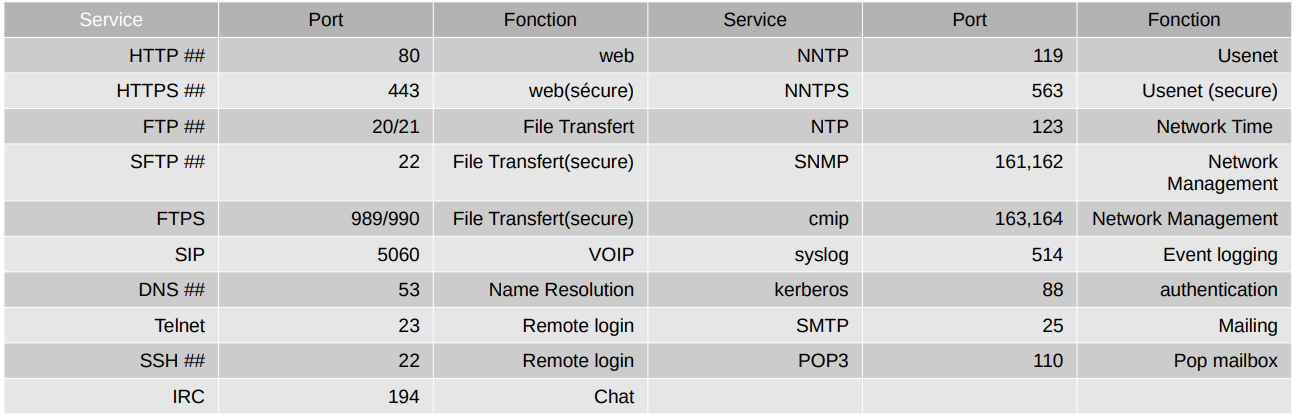 Service Port Fonction Service Port Fonction
HTTP ## 80 web NNTP 119 Usenet
HTTPS ## 443 web(sécure) NNTPS 563 Usenet (secure)
FTP ## 20/21 File Transfert NTP 123 Network Time
SFTP ## 22 File Transfert(secure) SNMP 161,162 Network
Management
FTPS 989/990 File Transfert(secure) cmip 163,164 Network Management
SIP 5060 VOIP syslog 514 Event logging
DNS ## 53 Name Resolution kerberos 88 authentication
Telnet 23 Remote login SMTP 25 Mailing
SSH ## 22 Remote login POP3 110 Pop mailbox
IRC 194 Chat